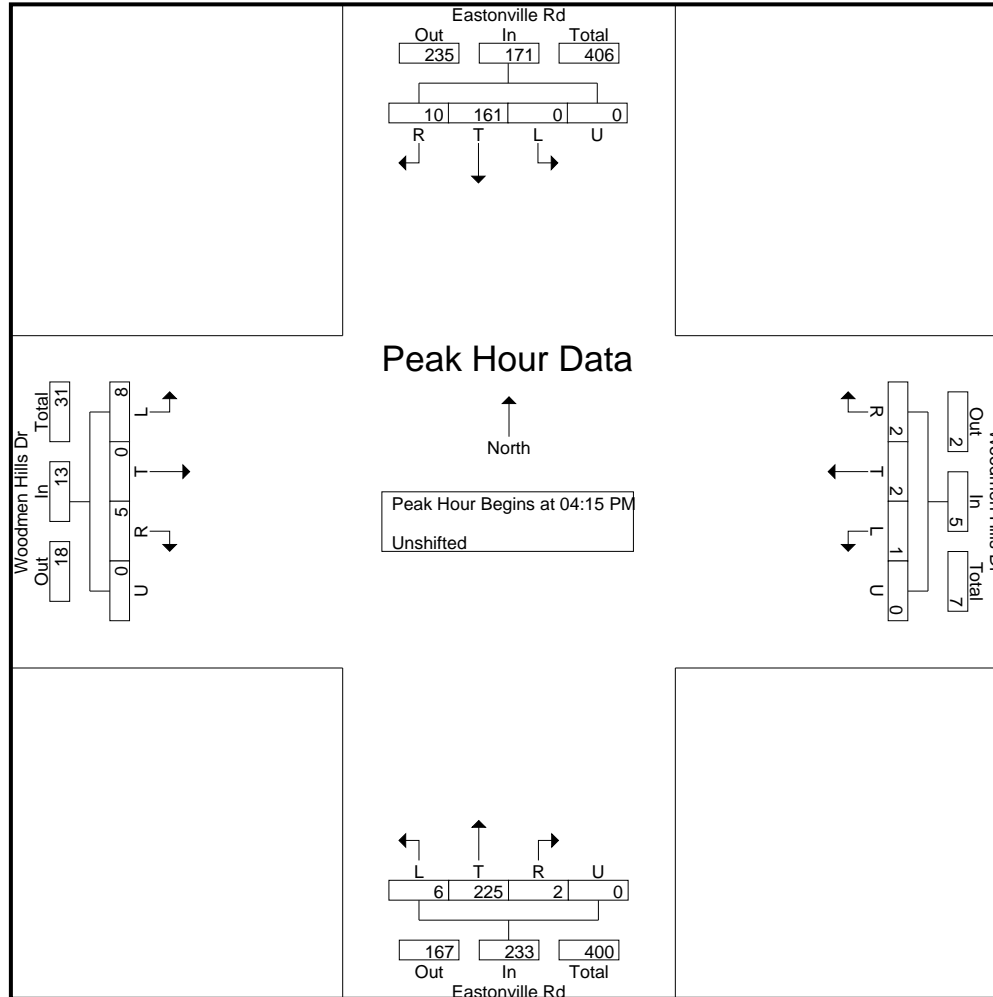 Eastonville Rd
Out In Total
235 171 406
10 161 0 0
R T L U
Peak Hour Data
North
Peak Hour Begins at 04:15 PM
Unshifted
Woodmen Hills Dr
Out In Total
18 13 31
8 0 5 0
L T R U
Out In Total
2 5 7
2 2 1 0
R T L U
L T R U
6 225 2 0
167 233 400
Out In Total
Eastonville Rd